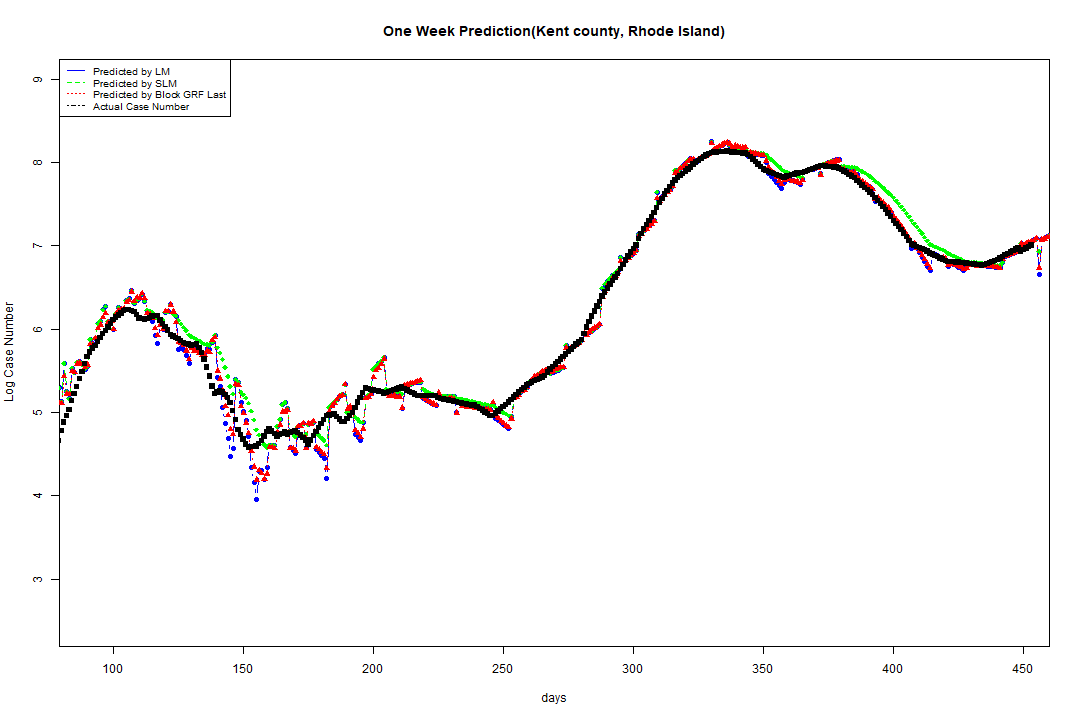 One Week Prediction(Kent county, Rhode Island)
Predicted by LM
Predicted by SLM
Predicted by Block GRF Last
Actual Case Number
Log Case Number
9
8
7
6
5
4
3
100 150 200 250 300 350 400 450
days